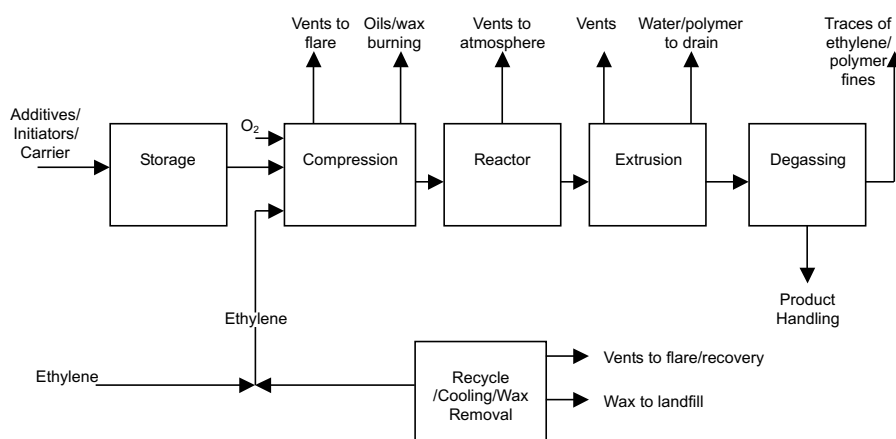 Vents to
flare
Oils/wax
burning
Vents to
atmosphere
Vents
Water/polymer
to drain
Traces of
ethylene/
polymer
fines
Additives/
Initiators/
Carrier
Storage
O₂
Compression
Reactor
Extrusion
Degassing
Product
Handling
Ethylene
Ethylene
Recycle
/Cooling/Wax
Removal
Vents to flare/recovery
Wax to landfill